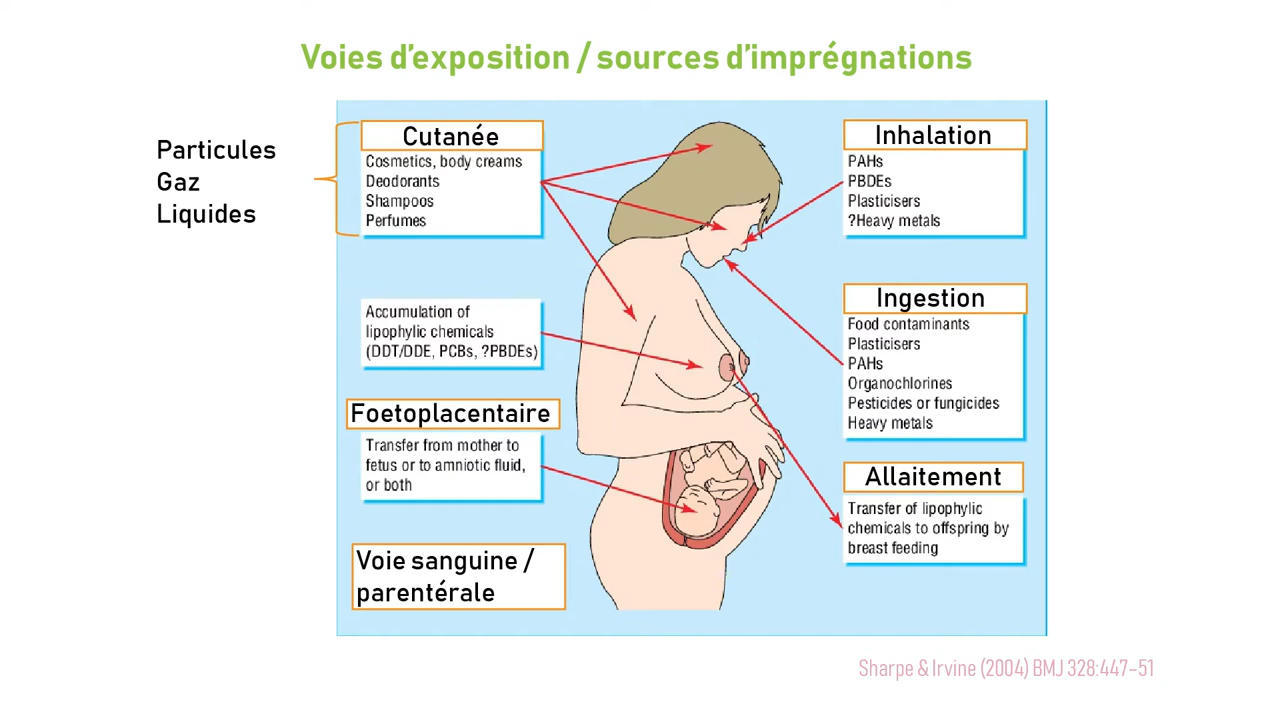 Voies d’exposition / sources d’imprégnations
Particules
Gaz
Liquides
Cutanée
Cosmetics, body creams
Deodorants
Shampoos
Perfumes
Accumulation of
lipophylic chemicals
(DDT/DDE, PCBs, ?PBDEs)
Foetoplacentaire
Transfer from mother to
fetus or to amniotic fluid,
or both
Voie sanguine /
parentérale
Inhalation
PAHs
PBDEs
Plasticisers
?Heavy metals
Ingestion
Food contaminants
Plasticisers
PAHs
Organochlorines
Pesticides or fungicides
Heavy metals
Allaitement
Transfer of lipophylic
chemicals to offspring by
breast feeding
Sharpe & Irvine (2004) BMJ 328:447–51